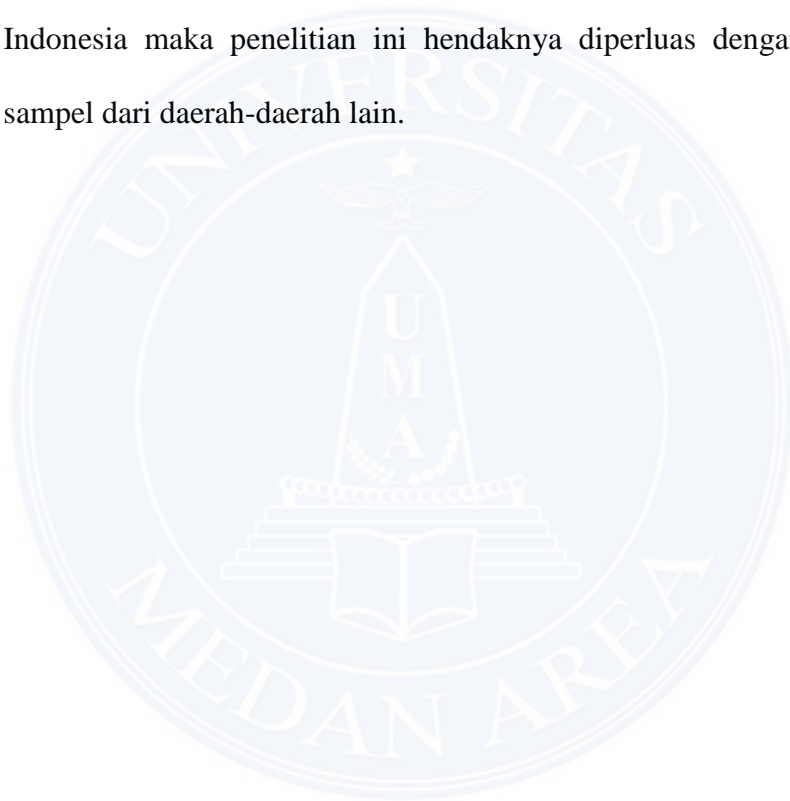 Indonesia maka penelitian ini hendaknya diperluas denga
sampel dari daerah-daerah lain.
UNIVERSITAS
U
M
A
MEDAN AREA